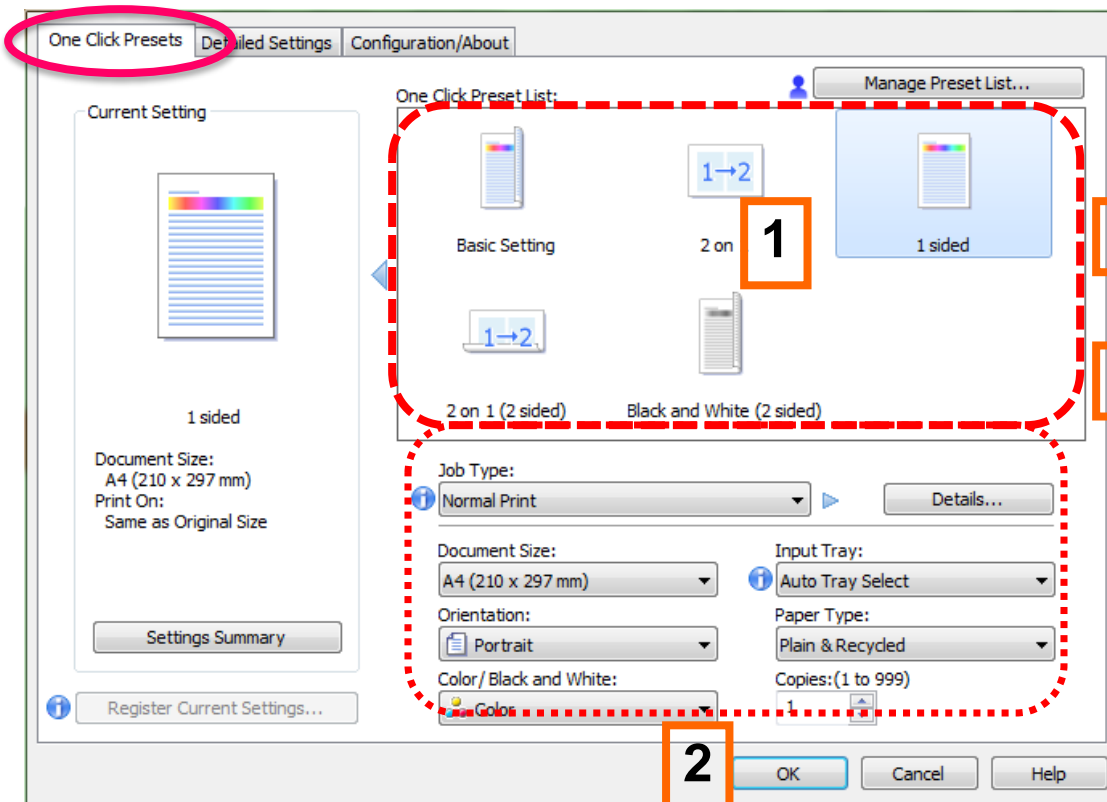 One Click Presets
Detailed Settings
Configuration/About
Current Setting
1 sided
Document Size:
A4 (210 x 297 mm)
Print On:
Same as Original Size
Settings Summary
Register Current Settings...
One Click Preset List:
Manage Preset List...
Basic Setting
1→2
2 on
1
1 sided
1→2
2 on 1 (2 sided)
Black and White (2 sided)
Job Type:
Normal Print
Details...
Document Size:
A4 (210 x 297 mm)
Input Tray:
Auto Tray Select
Orientation:
Portrait
Paper Type:
Plain & Recycled
Color/ Black and White:
Color
Copies:(1 to 999)
1
2
OK
Cancel
Help